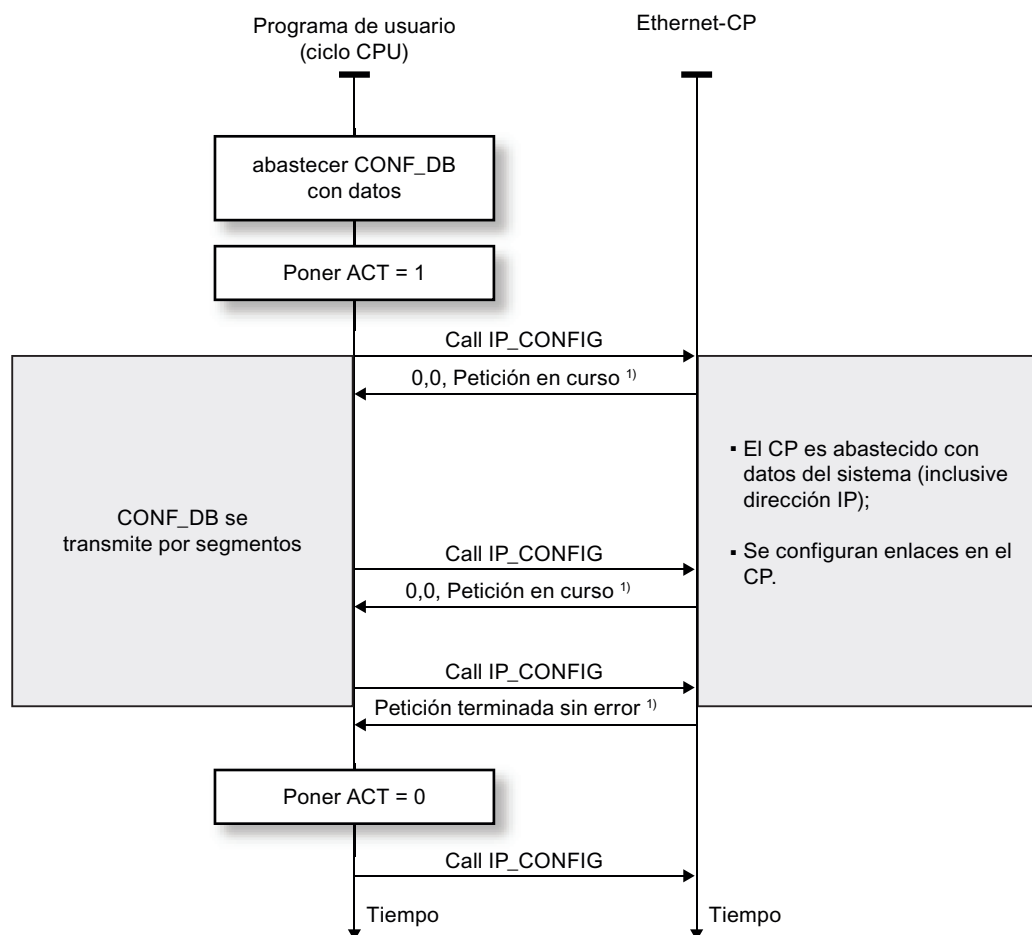 Programa de usuario
(ciclo CPU)
Ethernet-CP
abastecer CONF_DB
con datos
Poner ACT = 1
Call IP_CONFIG
0,0, Petición en curso 1)
CONF_DB se
transmite por segmentos
▪ El CP es abastecido con
datos del sistema (inclusive
dirección IP);
▪ Se configuran enlaces en el
CP.
Call IP_CONFIG
0,0, Petición en curso 1)
Call IP_CONFIG
Petición terminada sin error 1)
Poner ACT = 0
Call IP_CONFIG
Tiempo
Tiempo